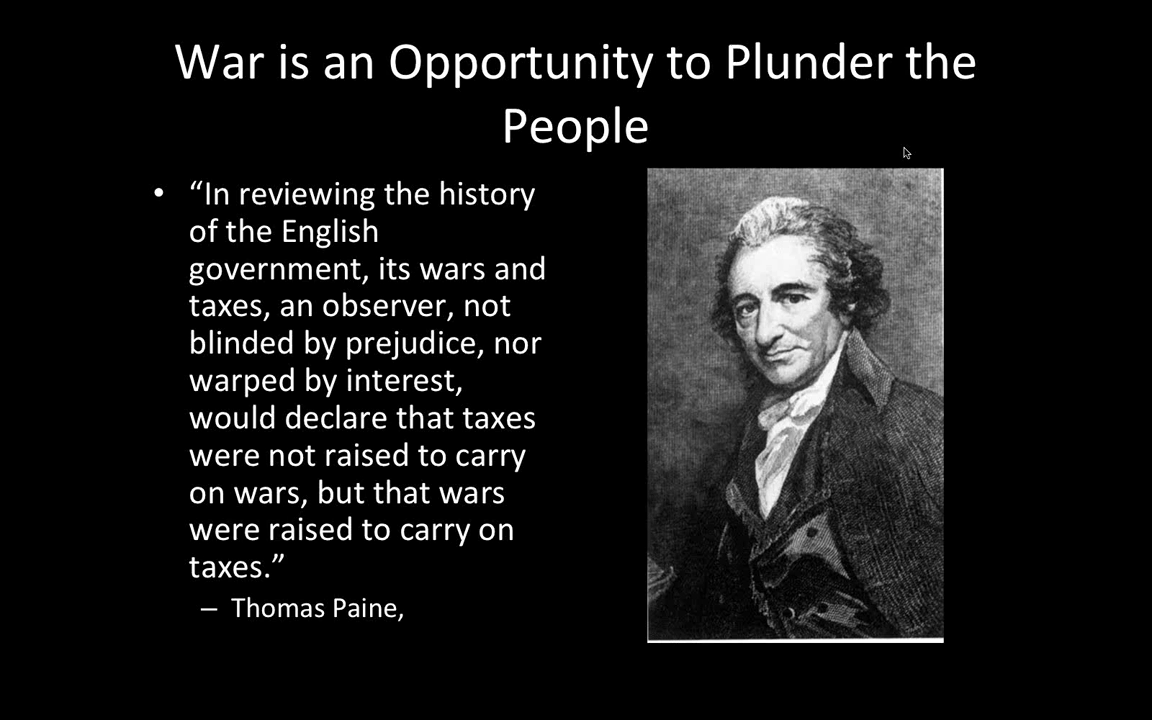 War is an Opportunity to Plunder the
People
• “In reviewing the history
of the English
government, its wars and
taxes, an observer, not
blinded by prejudice, nor
warped by interest,
would declare that taxes
were not raised to carry
on wars, but that wars
were raised to carry on
taxes.”
– Thomas Paine,